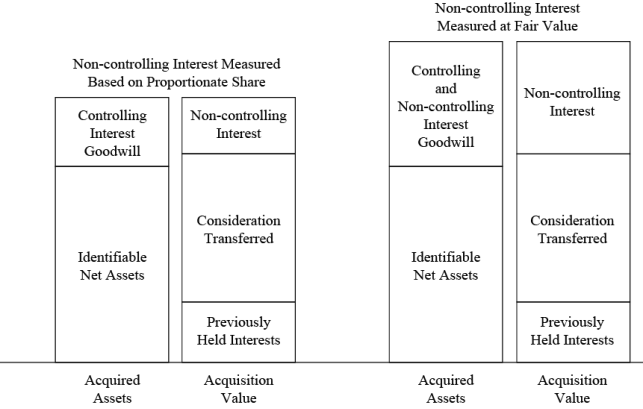 Non-controlling Interest Measured
Based on Proportionate Share
Controlling
Interest
Goodwill
Identifiable
Net Assets
Acquired
Assets
Non-controlling
Interest
Consideration
Transferred
Previously
Held Interests
Acquisition
Value
Non-controlling Interest
Measured at Fair Value
Controlling
and
Non-controlling
Interest
Goodwill
Identifiable
Net Assets
Acquired
Assets
Non-controlling
Interest
Consideration
Transferred
Previously
Held Interests
Acquisition
Value